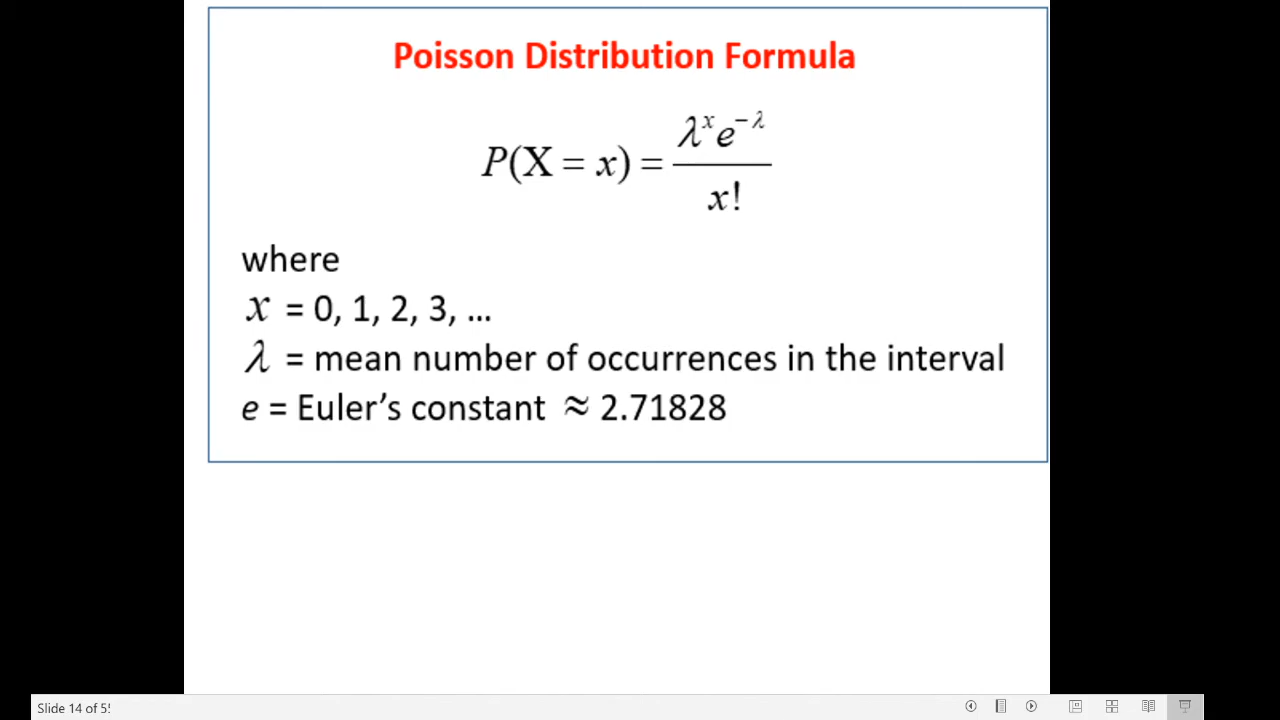 Poisson Distribution Formula
P(X = x) = λˣe⁻λ / x!
where
x = 0, 1, 2, 3, ...
λ = mean number of occurrences in the interval
e = Euler’s constant ≈ 2.71828
Slide 14 of 5!